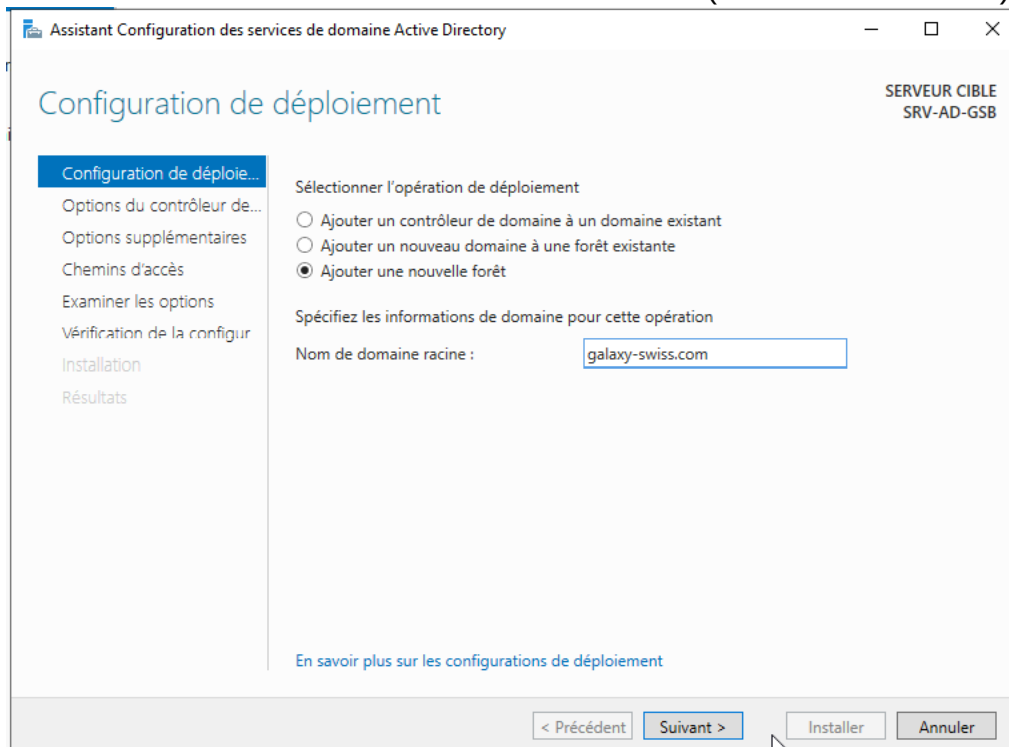 Assistant Configuration des services de domaine Active Directory
Configuration de déploiement
SERVEUR CIBLE
SRV-AD-GSB
Configuration de déploie...
Options du contrôleur de...
Options supplémentaires
Chemins d'accès
Examiner les options
Vérification de la configur
Installation
Résultats
Sélectionner l'opération de déploiement
Ajouter un contrôleur de domaine à un domaine existant
Ajouter un nouveau domaine à une forêt existante
Ajouter une nouvelle forêt
Spécifiez les informations de domaine pour cette opération
Nom de domaine racine : galaxy-swiss.com
En savoir plus sur les configurations de déploiement
< Précédent Suivant > Installer Annuler